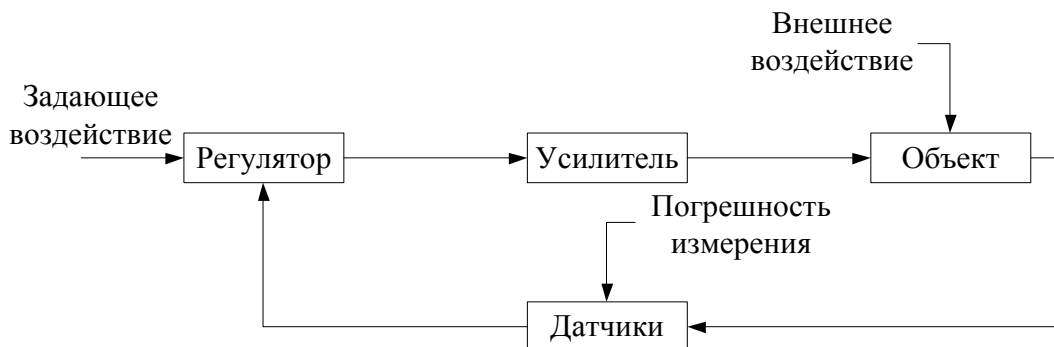 Внешнее
воздействие
Задающее
воздействие
Регулятор
Усилитель
Объект
Погрешность
измерения
Датчики